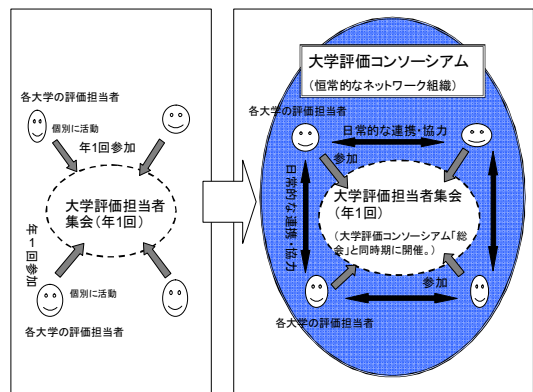 各大学の評価担当者
個別に活動
年1回参加
大学評価担当者
集会(年1回)
年一回参加
個別に活動
各大学の評価担当者
大学評価コンソーシアム
(恒常的なネットワーク組織)
各大学の評価担当者
日常的な連携・協力
参加
日常的な連携・協力
大学評価担当者集会
(年1回)
(大学評価コンソーシアム「総
会」と同時期に開催。)
参加
各大学の評価担当者